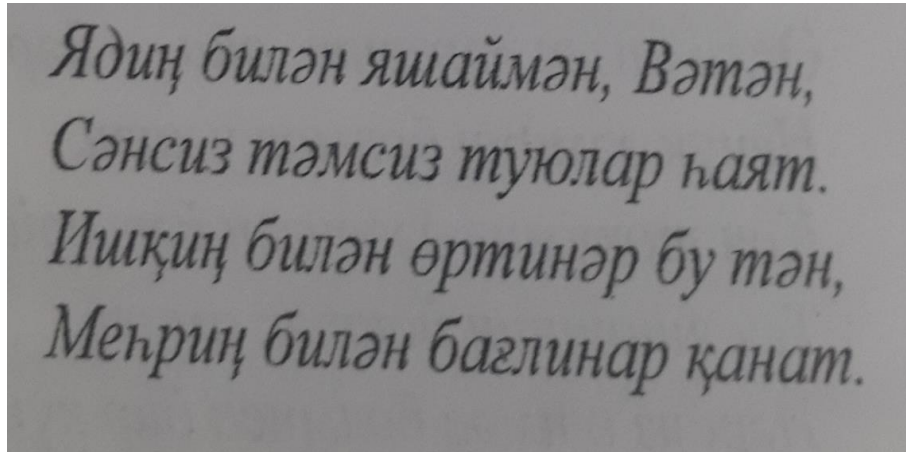 Ядиң билән яшаймән, Вәтән,
Сәнсиз тәмсиз туюлар һаят.
Ишқиң билән өртинәр бу тән,
Меһриң билән бағлинар қанат.